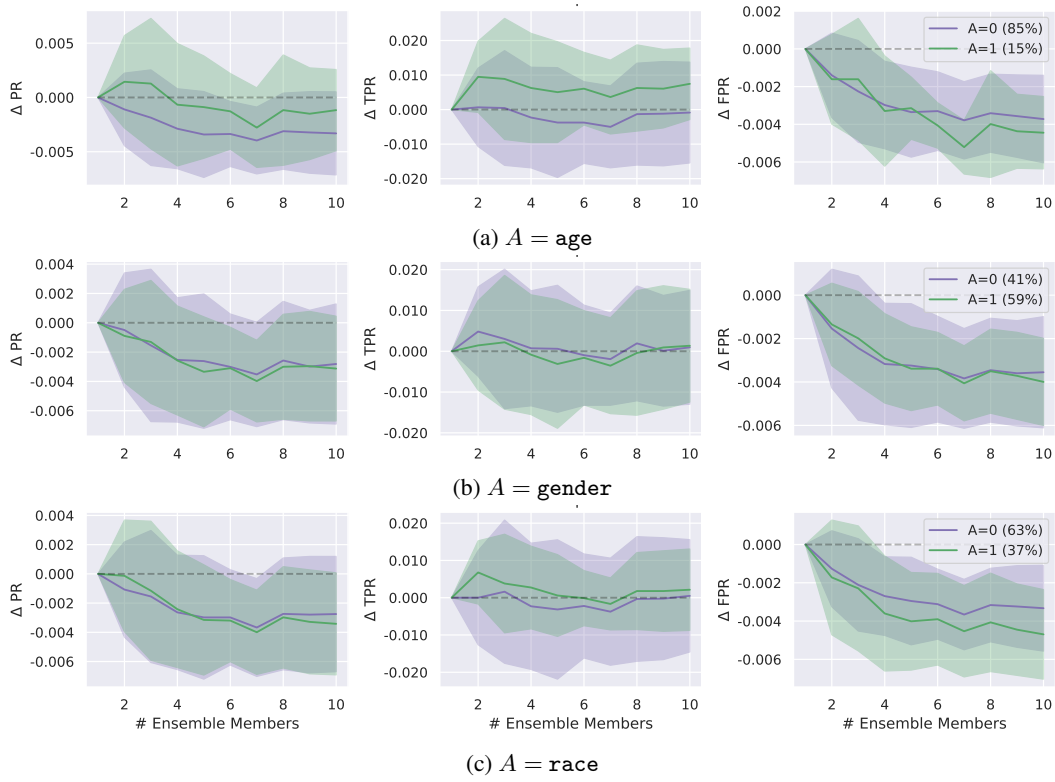 Δ PR
0.005
0.000
-0.005
2 4 6 8 10
Δ TPR
0.020
0.010
0.000
-0.010
-0.020
2 4 6 8 10
Δ FPR
0.002
0.000
-0.002
-0.004
-0.006
2 4 6 8 10
A=0 (85%)
A=1 (15%)
(a) A = age
Δ PR
0.004
0.002
0.000
-0.002
-0.004
-0.006
2 4 6 8 10
Δ TPR
0.020
0.010
0.000
-0.010
-0.020
2 4 6 8 10
Δ FPR
0.000
-0.002
-0.004
-0.006
2 4 6 8 10
A=0 (41%)
A=1 (59%)
(b) A = gender
Δ PR
0.004
0.002
0.000
-0.002
-0.004
-0.006
2 4 6 8 10
# Ensemble Members
Δ TPR
0.020
0.010
0.000
-0.010
-0.020
2 4 6 8 10
# Ensemble Members
Δ FPR
0.000
-0.002
-0.004
-0.006
2 4 6 8 10
# Ensemble Members
A=0 (63%)
A=1 (37%)
(c) A = race